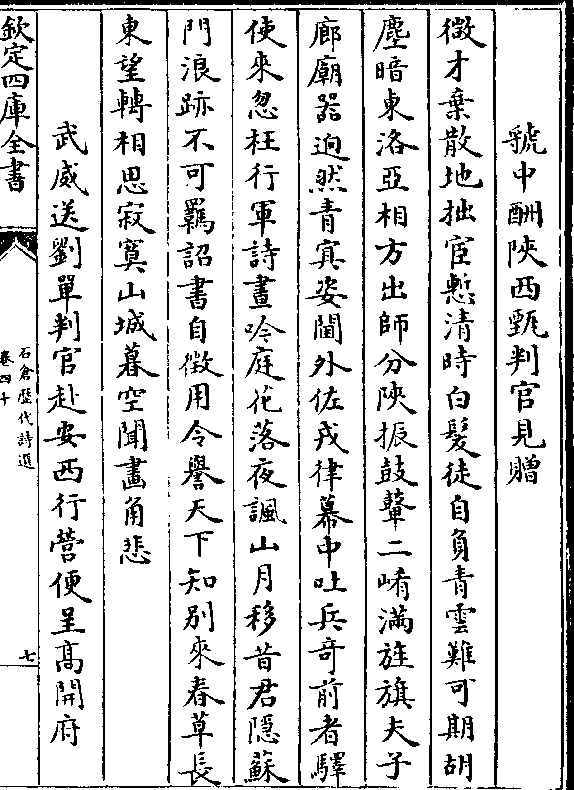 虢中酬陝西甄判官見贈
微才棄散地拙宦慙清時白髪徒自負青雲難可期胡
塵暗東洛亞相方出師分陝振鼓鼙二崤滿旌旗夫子
廊廟器迥然青冥姿閫外佐戎律幕中吐兵竒前者驛
使來忽枉行軍詩晝吟庭花落夜諷山月移昔君隱蘇
門浪跡不可羈詔書自徴用令譽天下知别來春草長
東望轉相思寂寞山城暮空聞畫角悲
武威送劉單判官赴安西行營便呈髙開府
欽定四庫全書
石倉歴代詩選
卷四十
七